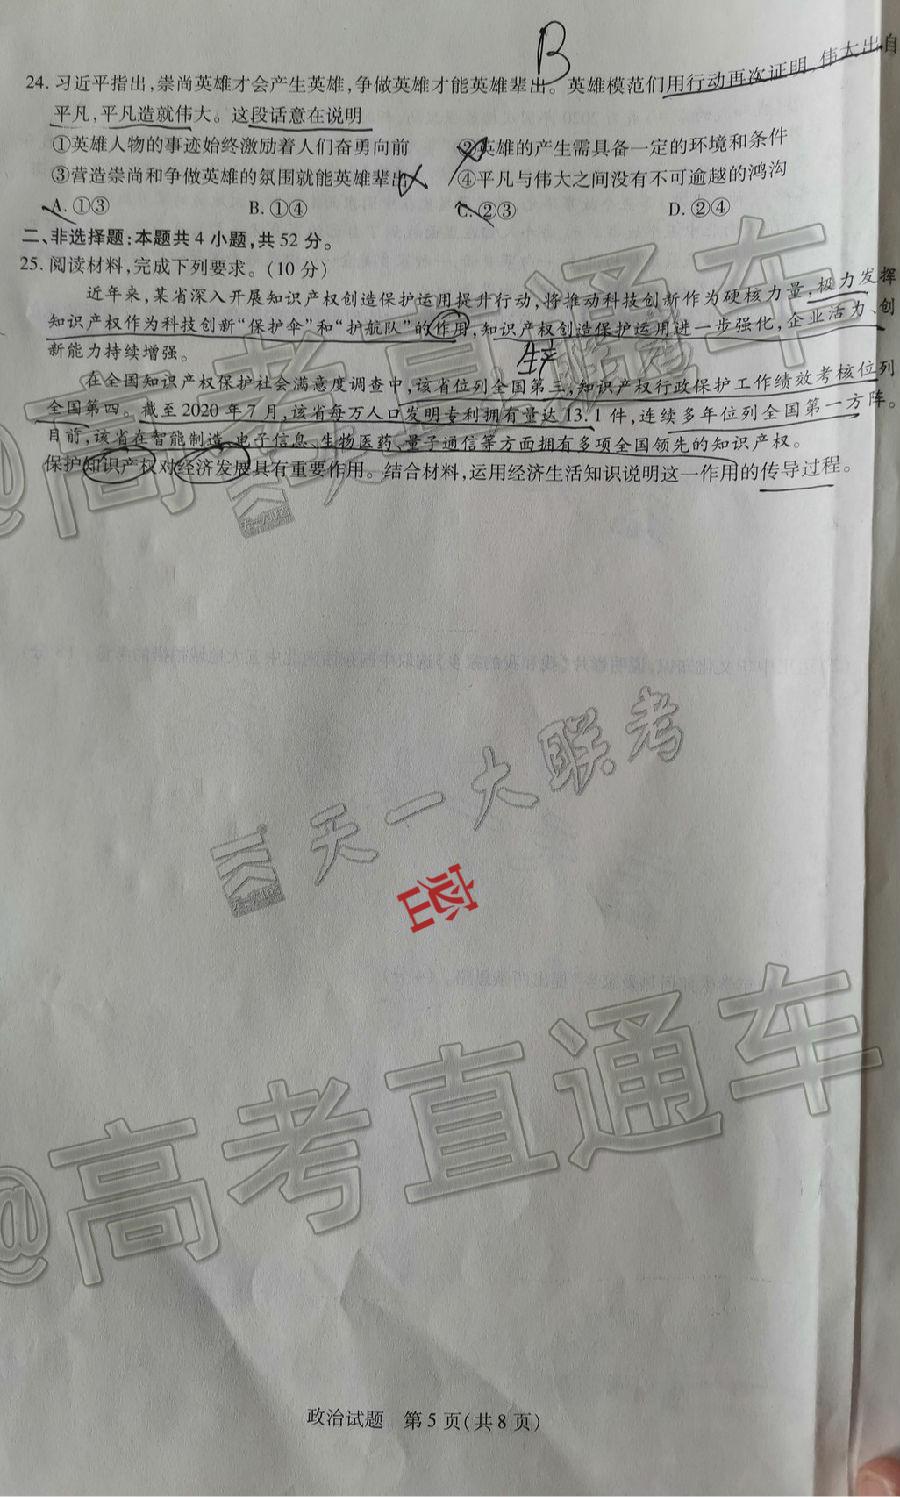 B
24. 习近平指出,崇尚英雄才会产生英雄,争做英雄才能英雄辈出。英雄模范们用行动再次证明,伟大出自
平凡,平凡造就伟大。这段话意在说明
①英雄人物的事迹始终激励着人们奋勇向前 ②英雄的产生需具备一定的环境和条件
③营造崇尚和争做英雄的氛围就能英雄辈出 ④平凡与伟大之间没有不可逾越的鸿沟
A. ①③ B. ①④ C. ②③ D. ②④
二、非选择题:本题共 4 小题,共 52 分。
25. 阅读材料,完成下列要求。(10 分)
近年来,某省深入开展知识产权创造保护运用提升行动,将推动科技创新作为硬核力量,极力发挥
知识产权作为科技创新“保护伞”和“护航队”的作用,知识产权创造保护运用进一步强化,企业活力、创
新能力持续增强。
生产
在全国知识产权保护社会满意度调查中,该省位列全国第三,知识产权行政保护工作绩效考核位列
全国第四。截至 2020 年 7 月,该省每万人口发明专利拥有量达 13.1 件,连续多年位列全国第一方阵。
目前,该省在智能制造、电子信息、生物医药、量子通信等方面拥有多项全国领先的知识产权。
保护知识产权对经济发展具有重要作用。结合材料,运用经济生活知识说明这一作用的传导过程。
@高考直通车
天一大联考
密
@高考直通车
政治试题 第 5 页(共 8 页)